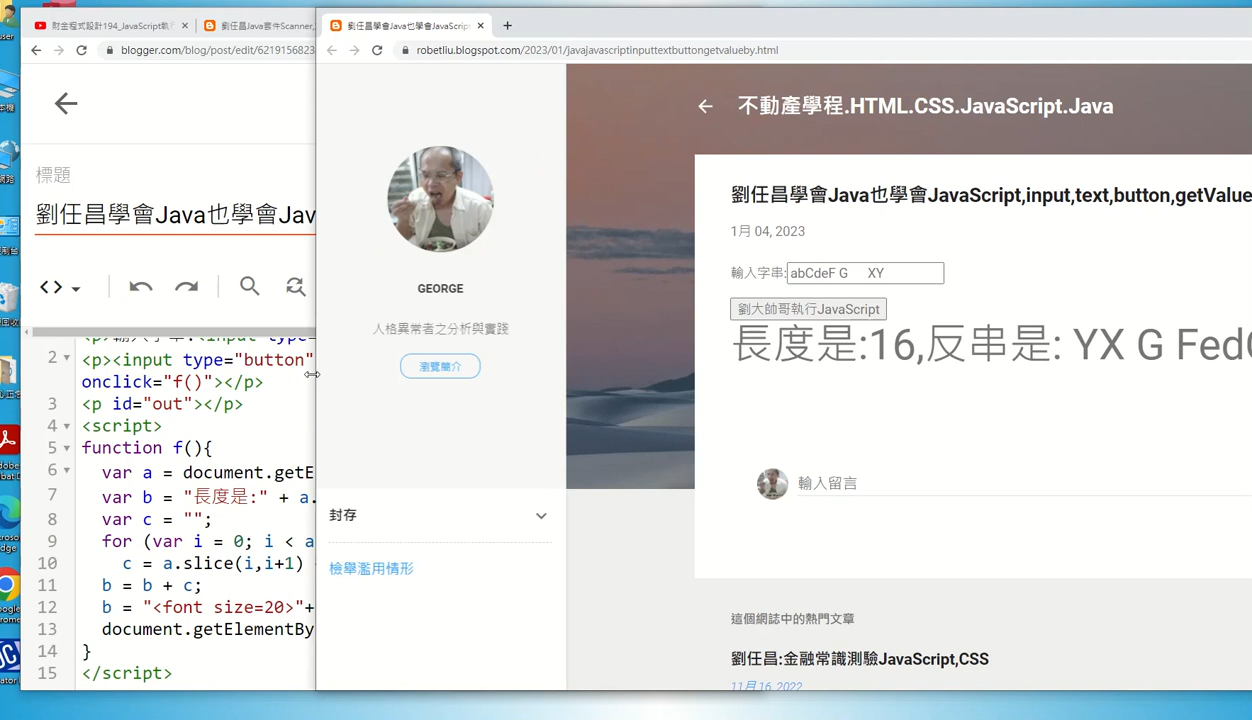 財金程式設計194_JavaScript執行
劉任昌Java套件Scanner,
劉任昌學會Java也學會JavaScript
blogger.com/blog/post/edit/6219156823
robetliu.blogspot.com/2023/01/javajavascriptinputtextbuttongetvalueby.html
標題
劉任昌學會Java也學會Jav
2 <p><input type="button"
onclick="f()"></p>
3 <p id="out"></p>
4 <script>
5 function f(){
6 var a = document.getE
7 var b = "長度是:" + a.
8 var c = "";
9 for (var i = 0; i < a
10 c = a.slice(i,i+1)
11 b = b + c;
12 b = "<font size=20>"+
13 document.getElementBy
14 }
15 </script>
GEORGE
人格異常者之分析與實踐
瀏覽簡介
封存
檢舉濫用情形
不動產學程.HTML.CSS.JavaScript.Java
劉任昌學會Java也學會JavaScript,input,text,button,getValue
1月 04, 2023
輸入字串: abCdeF G XY
劉大帥哥執行JavaScript
長度是:16,反串是: YX G Fed
輸入留言
這個網誌中的熱門文章
劉任昌:金融常識測驗JavaScript,CSS
11月 16, 2022